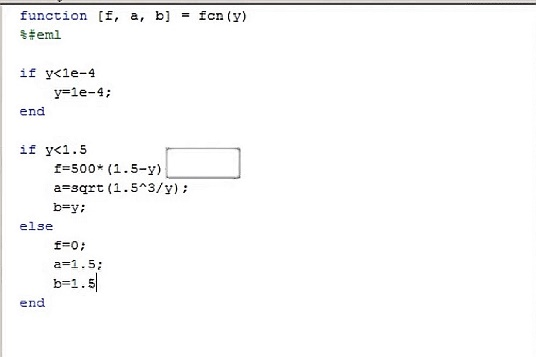 function [f, a, b] = fcn(y)
%#eml
if y<1e-4
y=1e-4;
end
if y<1.5
f=500*(1.5-y)
a=sqrt(1.5^3/y);
b=y;
else
f=0;
a=1.5;
b=1.5
end